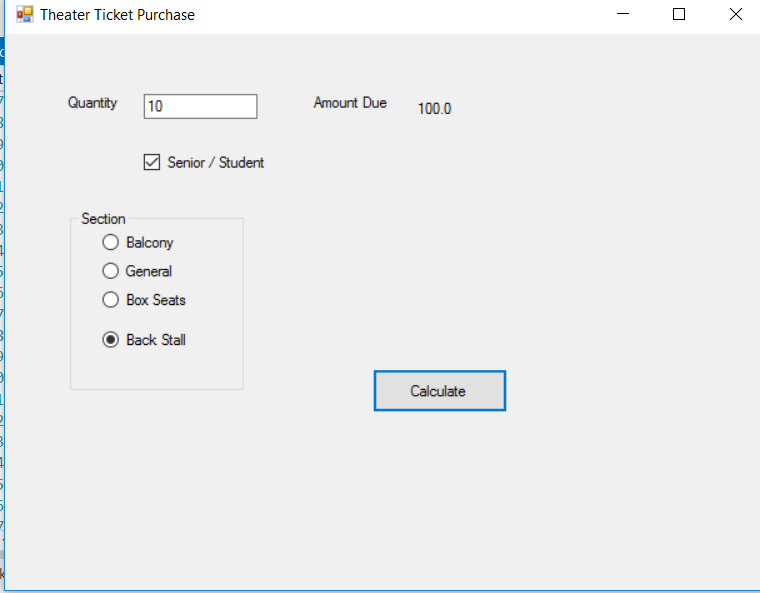 Theater Ticket Purchase
Quantity 10 Amount Due 100.0
Senior / Student
Section
Balcony
General
Box Seats
Back Stall
Calculate